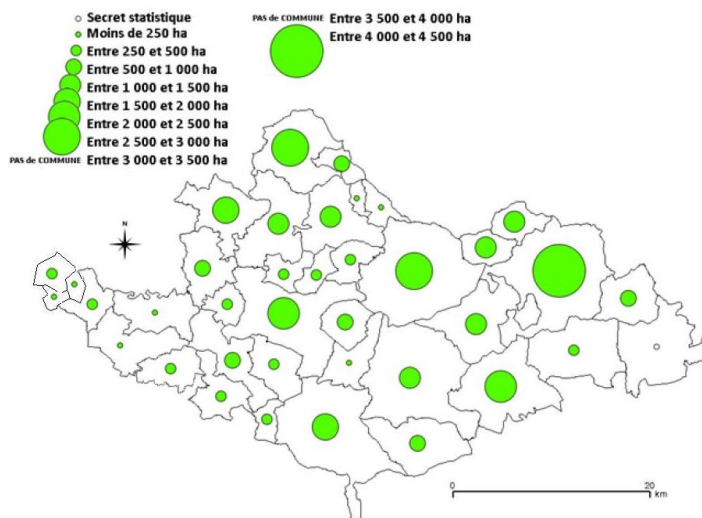 Secret statistique
Moins de 250 ha
Entre 250 et 500 ha
Entre 500 et 1 000 ha
Entre 1 000 et 1 500 ha
Entre 1 500 et 2 000 ha
Entre 2 000 et 2 500 ha
Entre 2 500 et 3 000 ha
PAS de COMMUNE Entre 3 000 et 3 500 ha
PAS de COMMUNE Entre 3 500 et 4 000 ha
Entre 4 000 et 4 500 ha
N
0 20
km